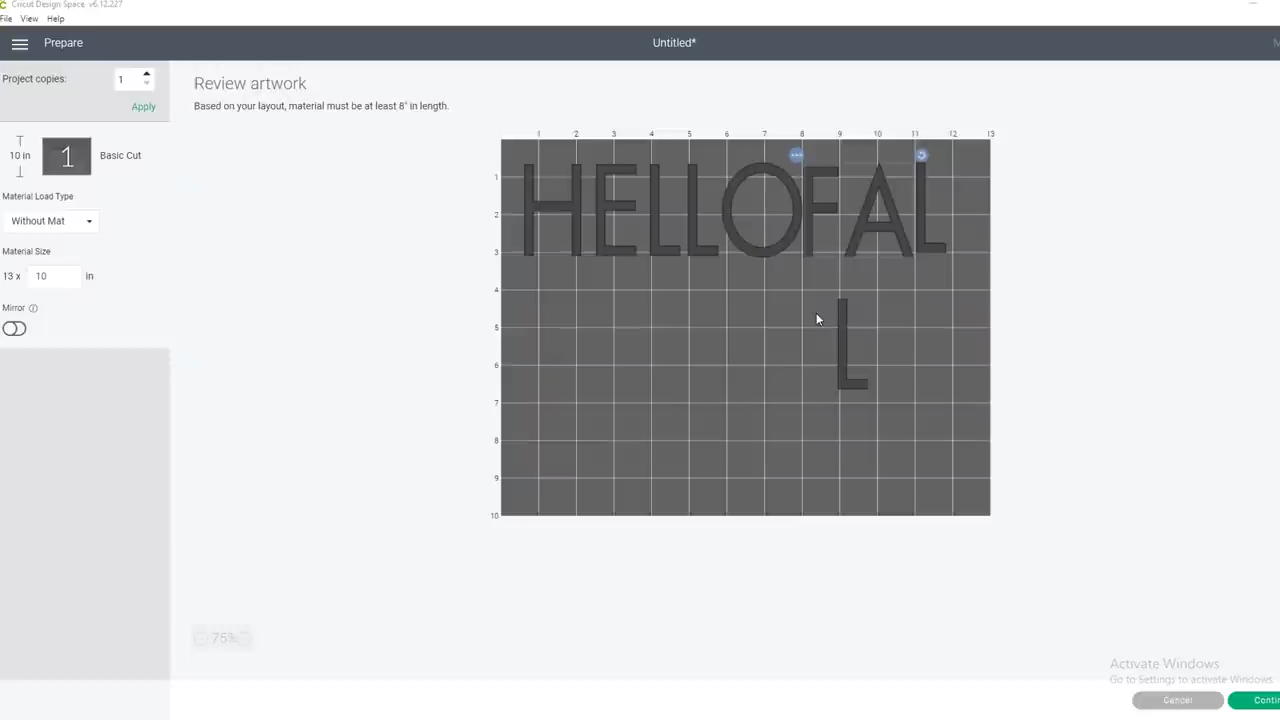 Cricut Design Space v6.12.227
File View Help
Prepare
Untitled*
Project copies: 1
Apply
Review artwork
Based on your layout, material must be at least 8" in length.
10 in
1
Basic Cut
Material Load Type
Without Mat
Material Size
13 x 10 in
Mirror
1 2 3 4 5 6 7 8 9 10 11 12 13
1
2
3
4
5
6
7
8
9
10
HELLOFAL
L
75%
Activate Windows
Go to Settings to activate Windows.
Cancel
Contin